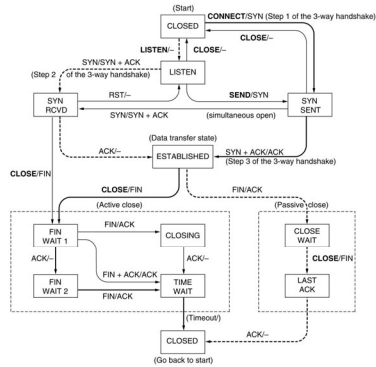 (Start)
CLOSED
CONNECT/SYN (Step 1 of the 3-way handshake)
CLOSE/–
LISTEN/–
CLOSE/–
SYN/SYN + ACK
(Step 2 of the 3-way handshake)
LISTEN
SYN RCVD
RST/–
SEND/SYN
SYN SENT
SYN/SYN + ACK
(simultaneous open)
(Data transfer state)
ACK/–
ESTABLISHED
SYN + ACK/ACK
(Step 3 of the 3-way handshake)
CLOSE/FIN
CLOSE/FIN
FIN/ACK
(Active close)
(Passive close)
FIN WAIT 1
FIN/ACK
CLOSING
CLOSE WAIT
ACK/–
FIN + ACK/ACK
ACK/–
CLOSE/FIN
FIN WAIT 2
FIN/ACK
TIME WAIT
LAST ACK
(Timeout/)
CLOSED
ACK/–
(Go back to start)